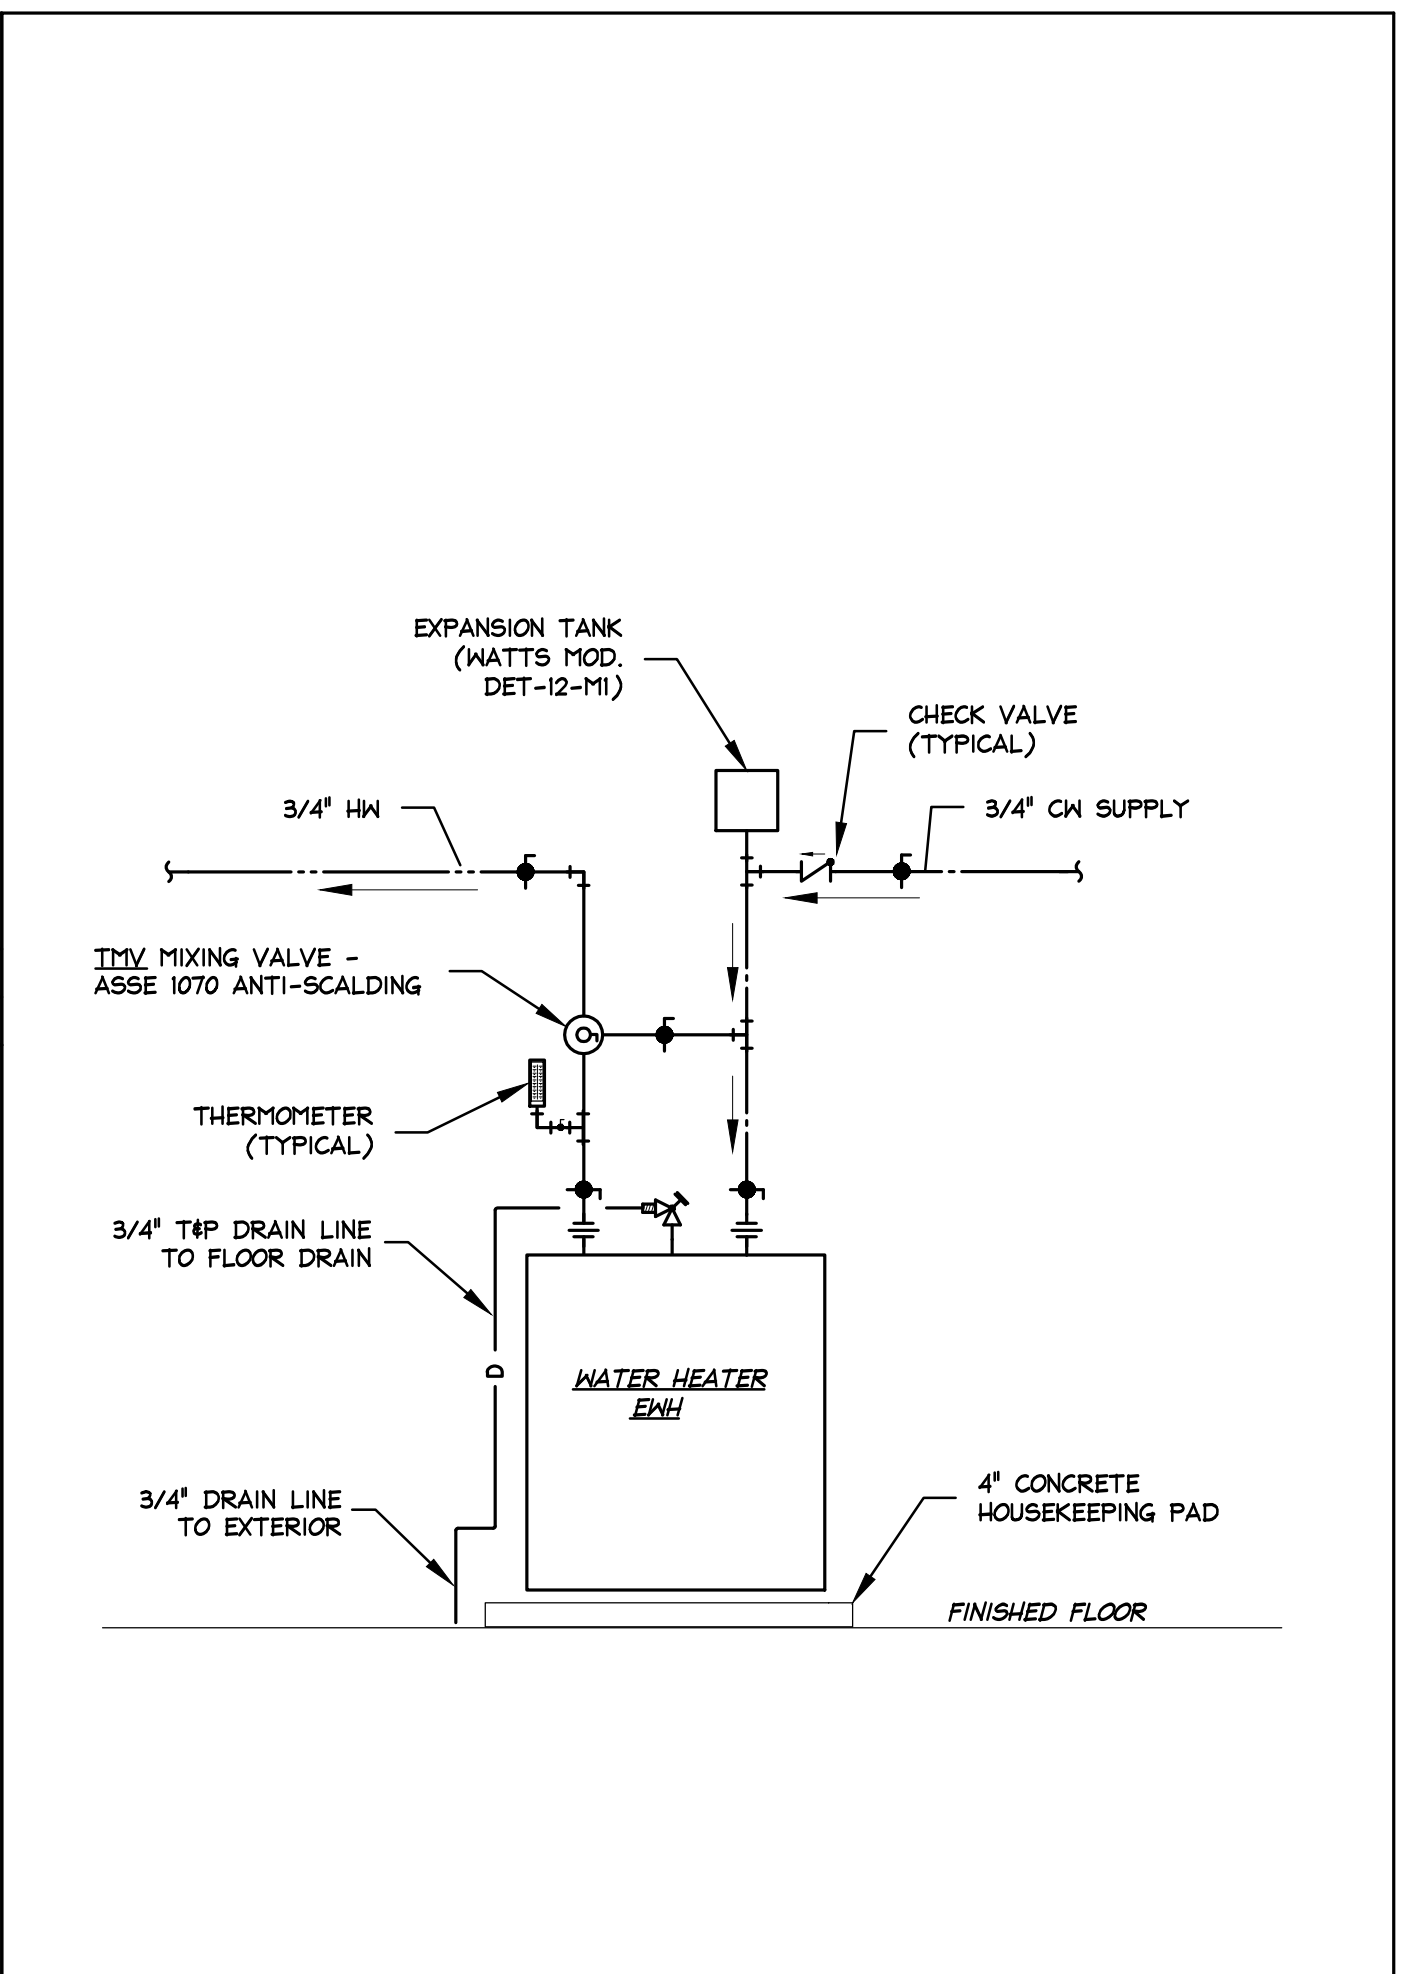 EXPANSION TANK
(WATTS MOD.
DET-12-M1)
CHECK VALVE
(TYPICAL)
3/4" HW
3/4" CW SUPPLY
TMV MIXING VALVE -
ASSE 1070 ANTI-SCALDING
THERMOMETER
(TYPICAL)
3/4" T&P DRAIN LINE
TO FLOOR DRAIN
D
WATER HEATER
EWH
3/4" DRAIN LINE
TO EXTERIOR
4" CONCRETE
HOUSEKEEPING PAD
FINISHED FLOOR